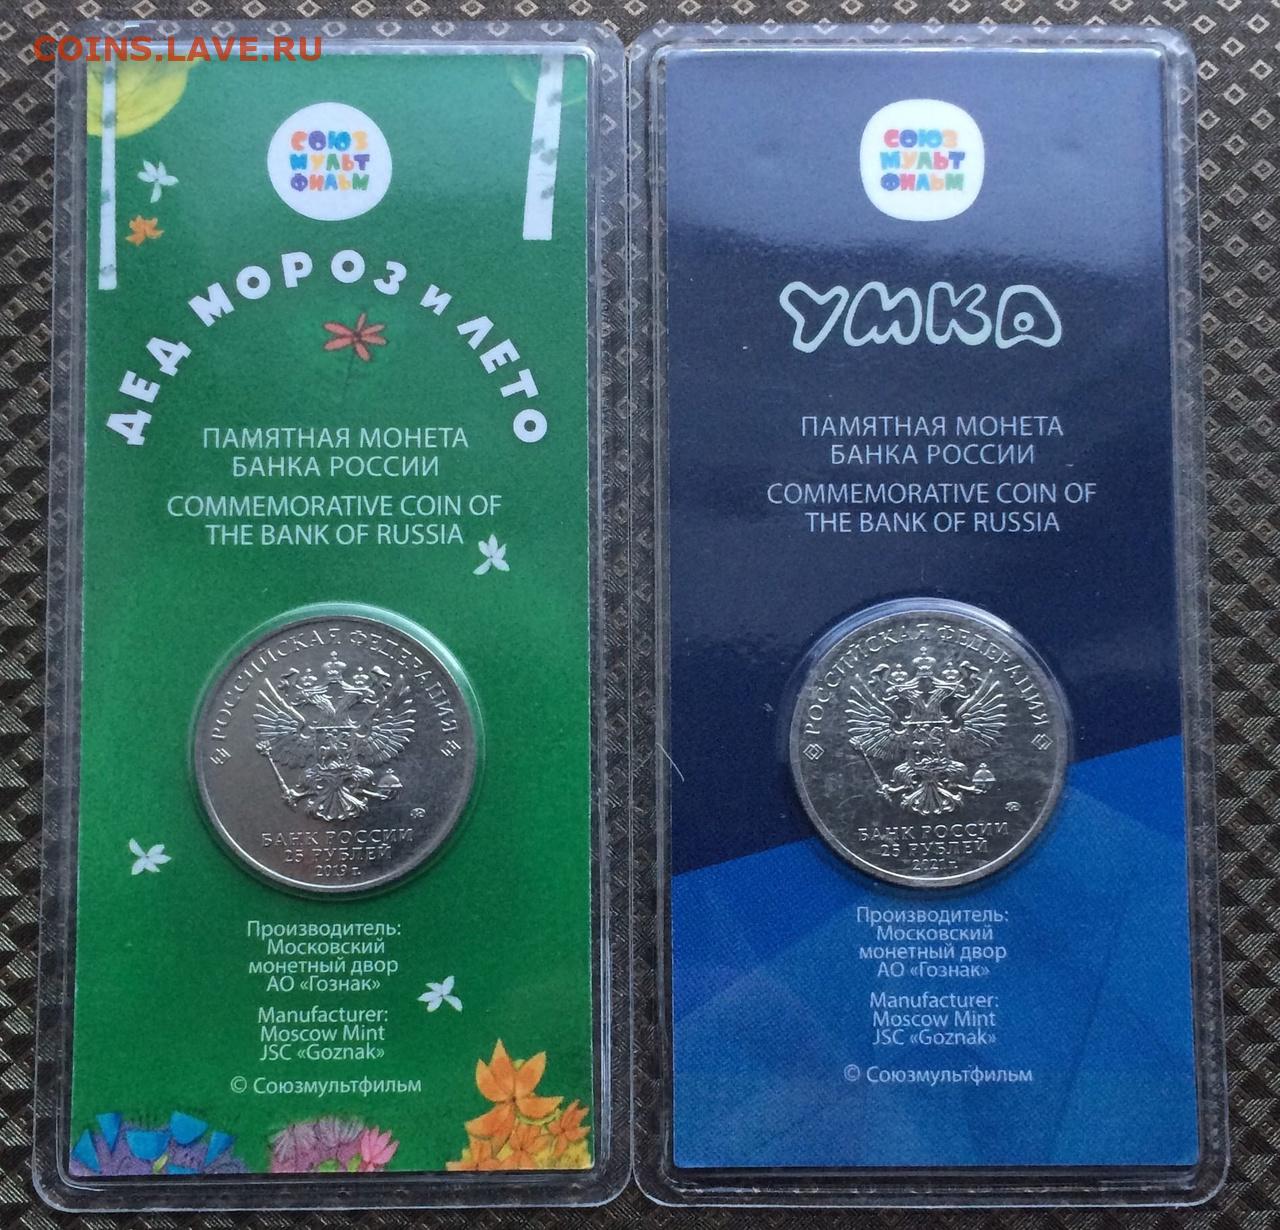 COINS.LAVE.RU
СОЮЗ
МУЛЬТ
ФИЛЬМ
ДЕД МОРОЗ и ЛЕТО
ПАМЯТНАЯ МОНЕТА
БАНКА РОССИИ
COMMEMORATIVE COIN OF
THE BANK OF RUSSIA
РОССИЙСКАЯ ФЕДЕРАЦИЯ
БАНК РОССИИ
25 РУБЛЕЙ
2019 г.
Производитель:
Московский
монетный двор
АО «Гознак»
Manufacturer:
Moscow Mint
JSC «Goznak»
© Союзмультфильм
СОЮЗ
МУЛЬТ
ФИЛЬМ
УМКА
ПАМЯТНАЯ МОНЕТА
БАНКА РОССИИ
COMMEMORATIVE COIN OF
THE BANK OF RUSSIA
РОССИЙСКАЯ ФЕДЕРАЦИЯ
БАНК РОССИИ
25 РУБЛЕЙ
2021 г.
Производитель:
Московский
монетный двор
АО «Гознак»
Manufacturer:
Moscow Mint
JSC «Goznak»
© Союзмультфильм